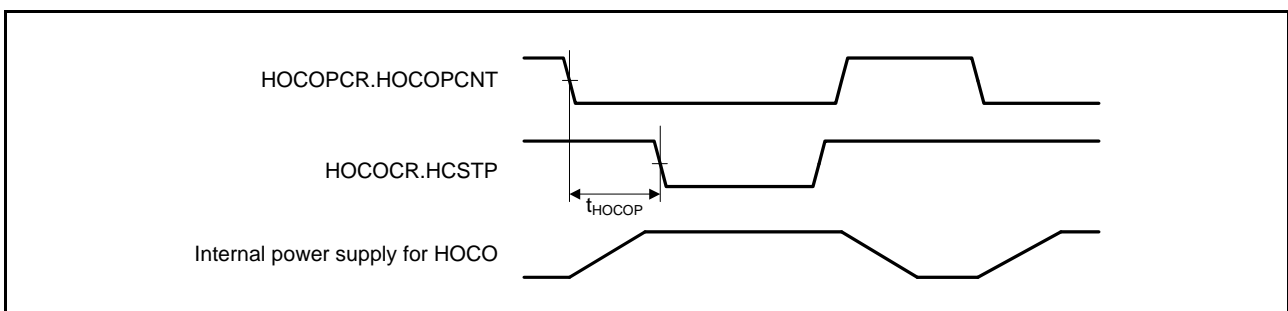 HOCOPCR.HOCOPCNT
HOCOCR.HCSTP
tHOCOP
Internal power supply for HOCO